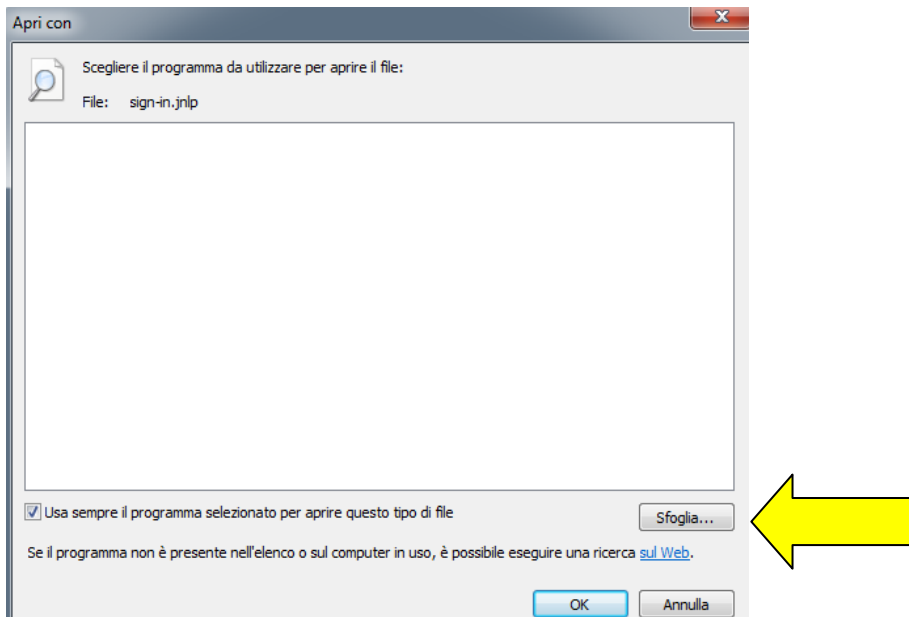 Apri con
x
Scegliere il programma da utilizzare per aprire il file:
File: sign-in.jnlp
Usa sempre il programma selezionato per aprire questo tipo di file
Sfoglia...
Se il programma non è presente nell'elenco o sul computer in uso, è possibile eseguire una ricerca sul Web.
OK Annulla